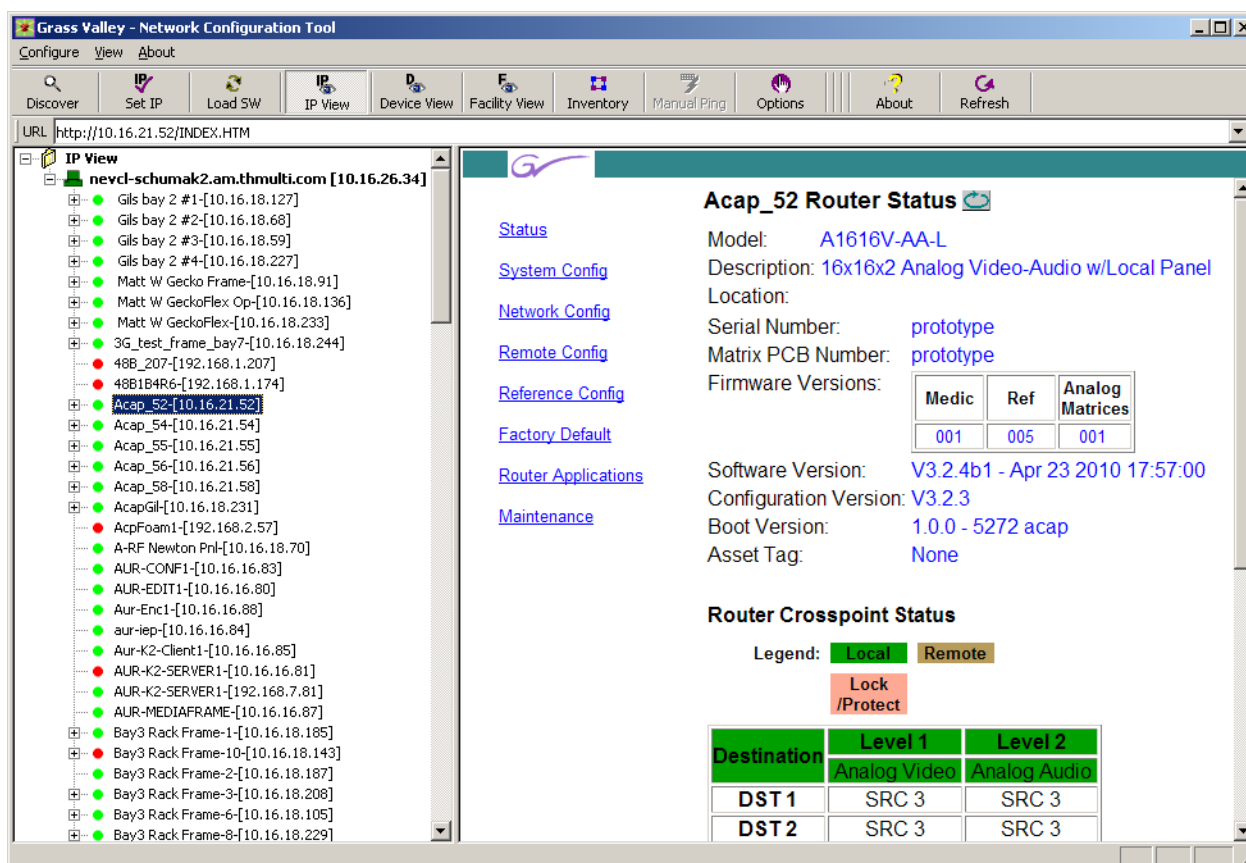 Grass Valley - Network Configuration Tool
Configure View About
Discover Set IP Load SW IP View Device View Facility View Inventory Manual Ping Options About Refresh
URL http://10.16.21.52/INDEX.HTM
IP View
nevcl-schumak2.am.thmulti.com [10.16.26.34]
Gils bay 2 #1-[10.16.18.127]
Gils bay 2 #2-[10.16.18.68]
Gils bay 2 #3-[10.16.18.59]
Gils bay 2 #4-[10.16.18.227]
Matt W Gecko Frame-[10.16.18.91]
Matt W GeckoFlex Op-[10.16.18.136]
Matt W GeckoFlex-[10.16.18.233]
3G_test_frame_bay7-[10.16.18.244]
48B_207-[192.168.1.207]
48B1B4R6-[192.168.1.174]
Acap_52-[10.16.21.52]
Acap_54-[10.16.21.54]
Acap_55-[10.16.21.55]
Acap_56-[10.16.21.56]
Acap_58-[10.16.21.58]
AcapGil-[10.16.18.231]
AcpFoam1-[192.168.2.57]
A-RF Newton Pnl-[10.16.18.70]
AUR-CONF1-[10.16.16.83]
AUR-EDIT1-[10.16.16.80]
Aur-Enc1-[10.16.16.88]
aur-iep-[10.16.16.84]
Aur-K2-Client1-[10.16.16.85]
AUR-K2-SERVER1-[10.16.16.81]
AUR-K2-SERVER1-[192.168.7.81]
AUR-MEDIAFRAME-[10.16.16.87]
Bay3 Rack Frame-1-[10.16.18.185]
Bay3 Rack Frame-10-[10.16.18.143]
Bay3 Rack Frame-2-[10.16.18.187]
Bay3 Rack Frame-3-[10.16.18.208]
Bay3 Rack Frame-6-[10.16.18.105]
Bay3 Rack Frame-8-[10.16.18.229]
Status
System Config
Network Config
Remote Config
Reference Config
Factory Default
Router Applications
Maintenance
Acap_52 Router Status
Model: A1616V-AA-L
Description: 16x16x2 Analog Video-Audio w/Local Panel
Location:
Serial Number: prototype
Matrix PCB Number: prototype
Firmware Versions:
Medic Ref Analog Matrices
001 005 001
Software Version: V3.2.4b1 - Apr 23 2010 17:57:00
Configuration Version: V3.2.3
Boot Version: 1.0.0 - 5272 acap
Asset Tag: None
Router Crosspoint Status
Legend: Local Remote
Lock
/Protect
Destination Level 1 Level 2
Analog Video Analog Audio
DST 1 SRC 3 SRC 3
DST 2 SRC 3 SRC 3